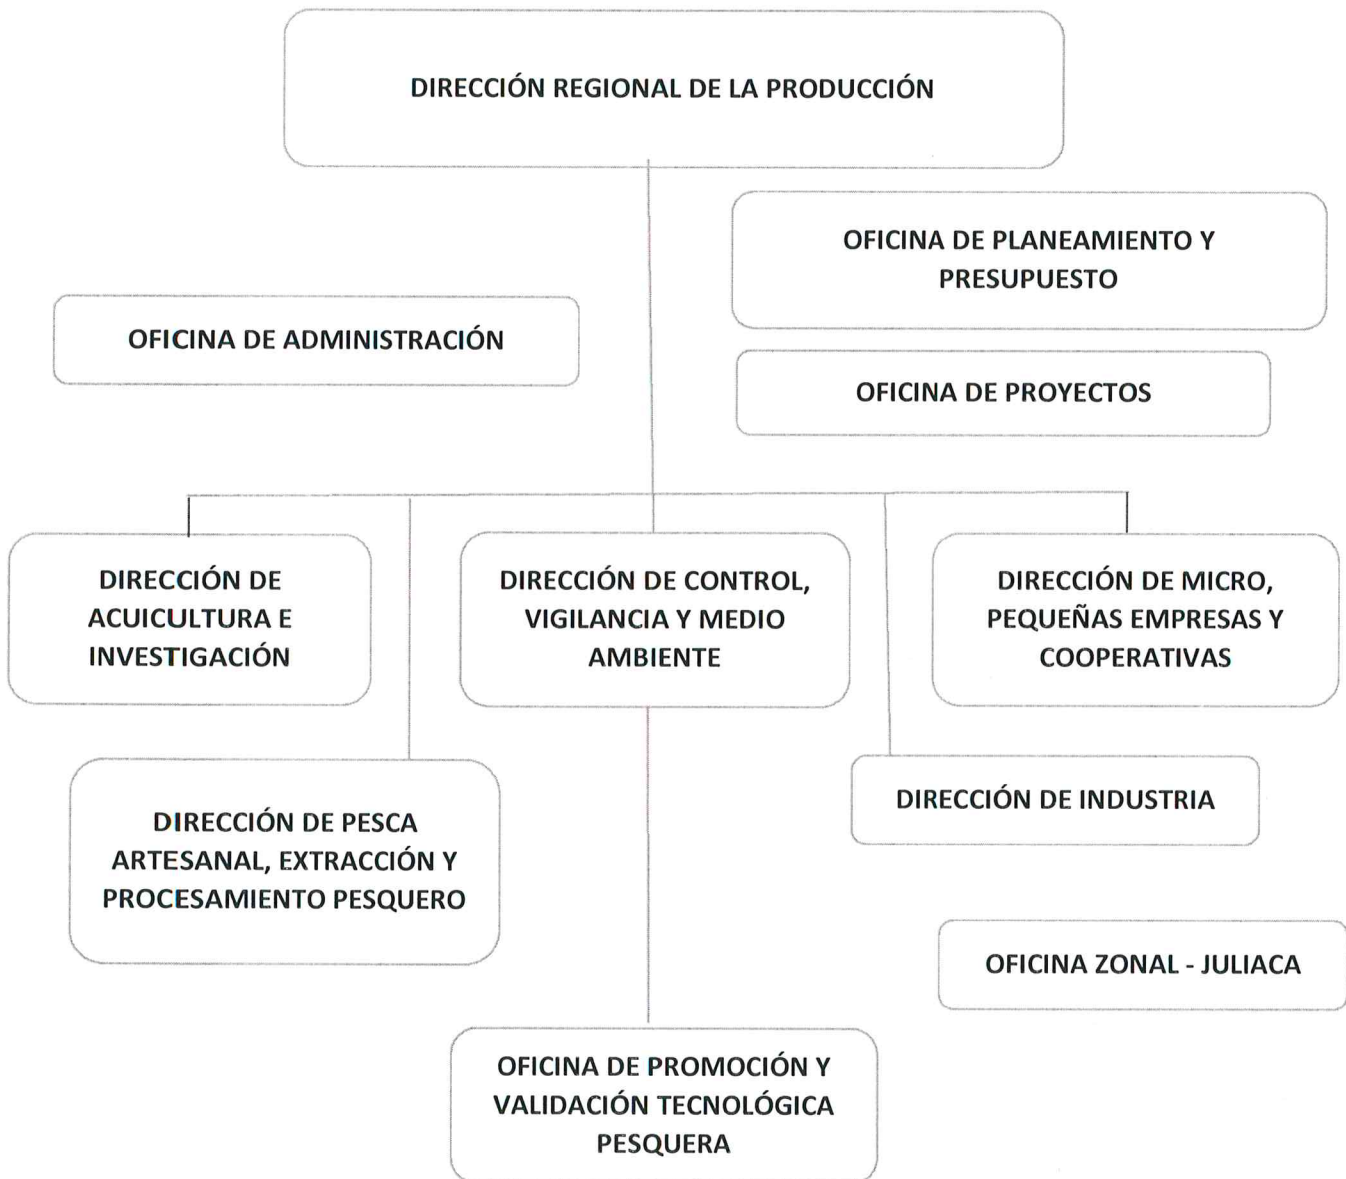 DIRECCIÓN REGIONAL DE LA PRODUCCIÓN
OFICINA DE PLANEAMIENTO Y
PRESUPUESTO
OFICINA DE ADMINISTRACIÓN
OFICINA DE PROYECTOS
DIRECCIÓN DE
ACUICULTURA E
INVESTIGACIÓN
DIRECCIÓN DE CONTROL,
VIGILANCIA Y MEDIO
AMBIENTE
DIRECCIÓN DE MICRO,
PEQUEÑAS EMPRESAS Y
COOPERATIVAS
DIRECCIÓN DE PESCA
ARTESANAL, EXTRACCIÓN Y
PROCESAMIENTO PESQUERO
DIRECCIÓN DE INDUSTRIA
OFICINA ZONAL - JULIACA
OFICINA DE PROMOCIÓN Y
VALIDACIÓN TECNOLÓGICA
PESQUERA